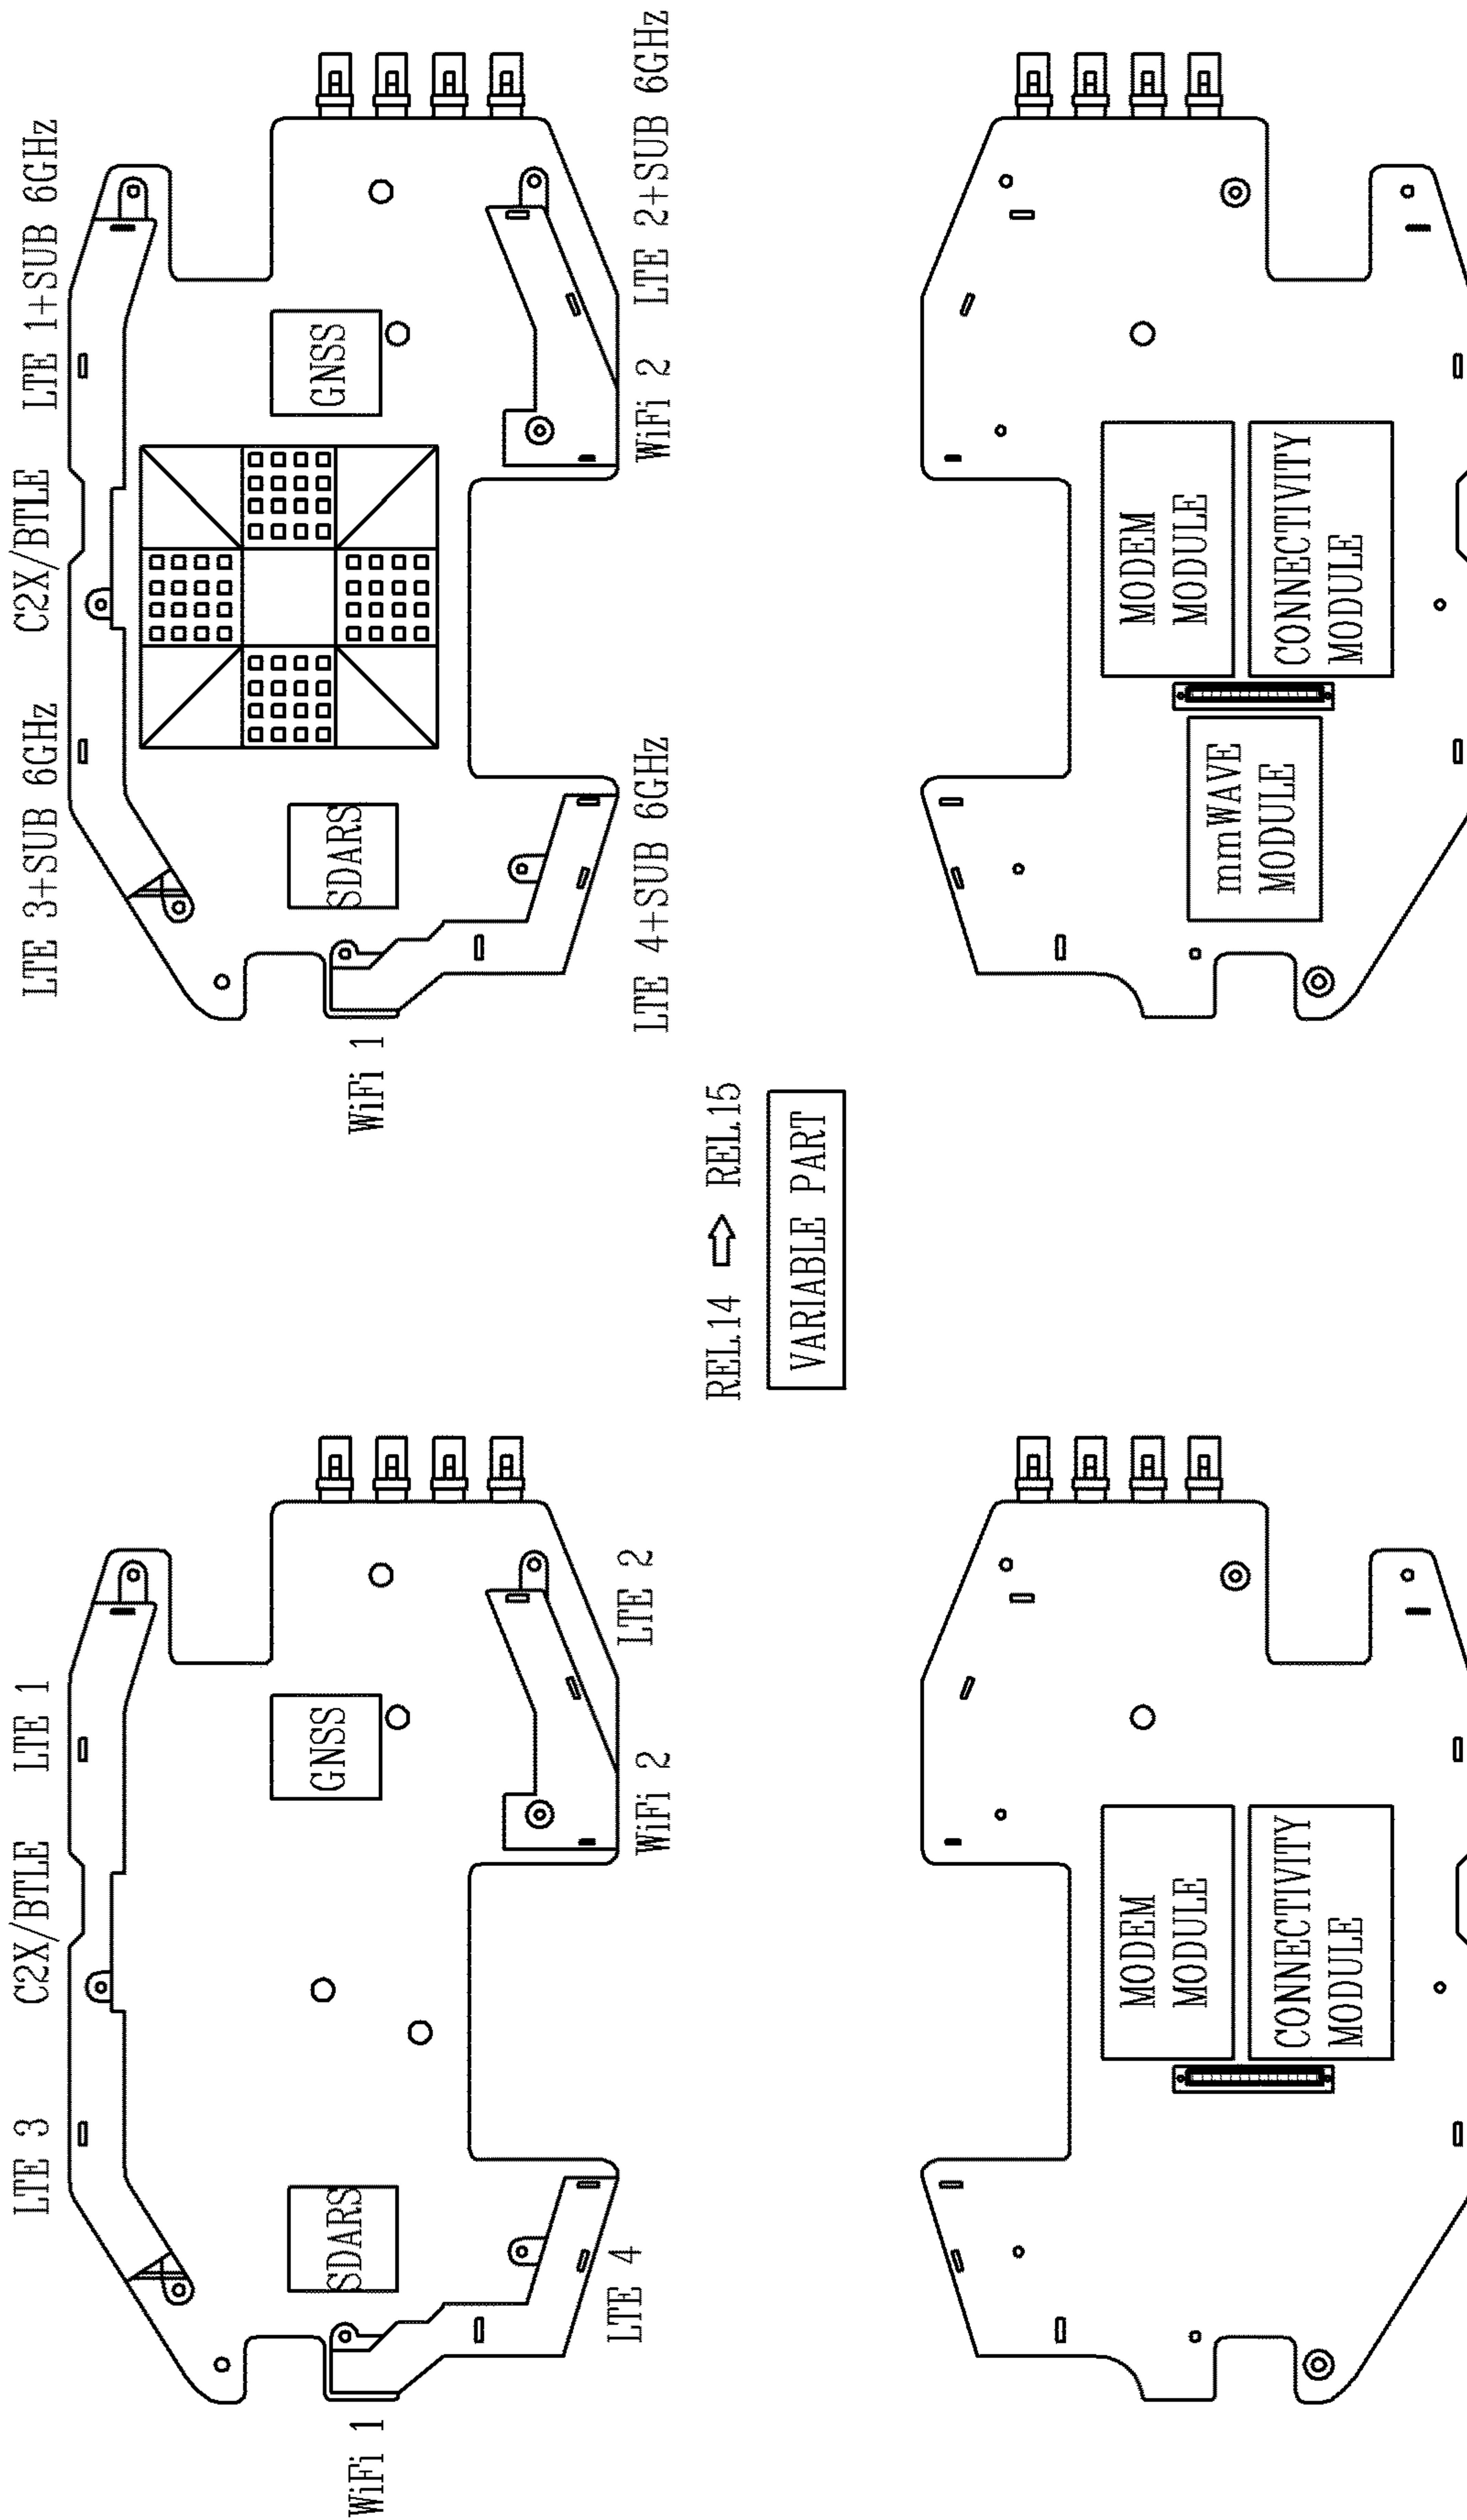 LTE 3
C2X/BTLE
LTE 1
SDARS
GNSS
WiFi 1
LTE 4
WiFi 2
LTE 2
LTE 3+SUB 6GHz
C2X/BTLE
LTE 1+SUB 6GHz
SDARS
GNSS
WiFi 1
LTE 4+SUB 6GHz
WiFi 2
LTE 2+SUB 6GHz
REL.14 ⇨ REL.15
VARIABLE PART
MODEM
MODULE
CONNECTIVITY
MODULE
MODEM
MODULE
mmWAVE
MODULE
CONNECTIVITY
MODULE